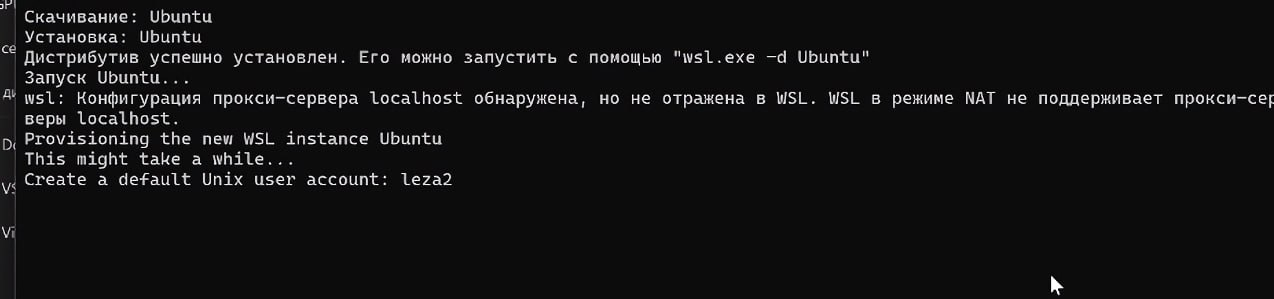 Скачивание: Ubuntu
Установка: Ubuntu
Дистрибутив успешно установлен. Его можно запустить с помощью "wsl.exe -d Ubuntu"
Запуск Ubuntu...
wsl: Конфигурация прокси-сервера localhost обнаружена, но не отражена в WSL. WSL в режиме NAT не поддерживает прокси-сер
веры localhost.
Provisioning the new WSL instance Ubuntu
This might take a while...
Create a default Unix user account: leza2